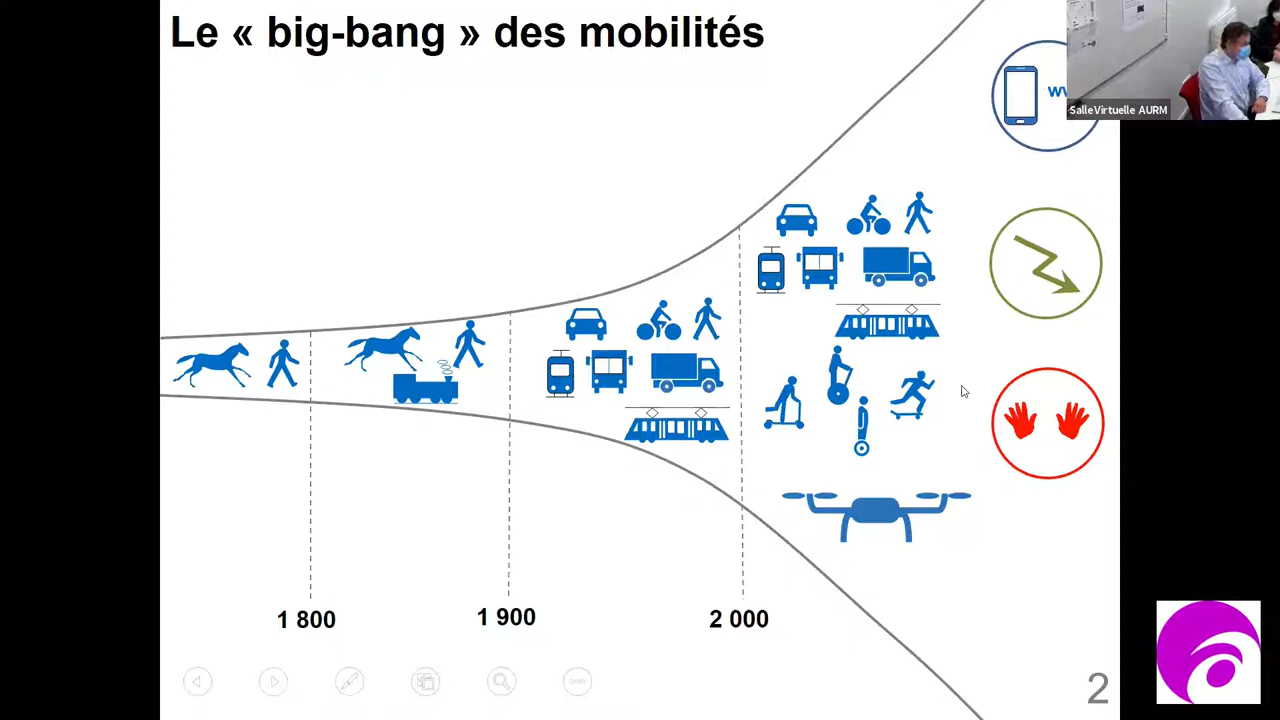 Le « big-bang » des mobilités
SalleVirtuelle AURM
1 800
1 900
2 000
2